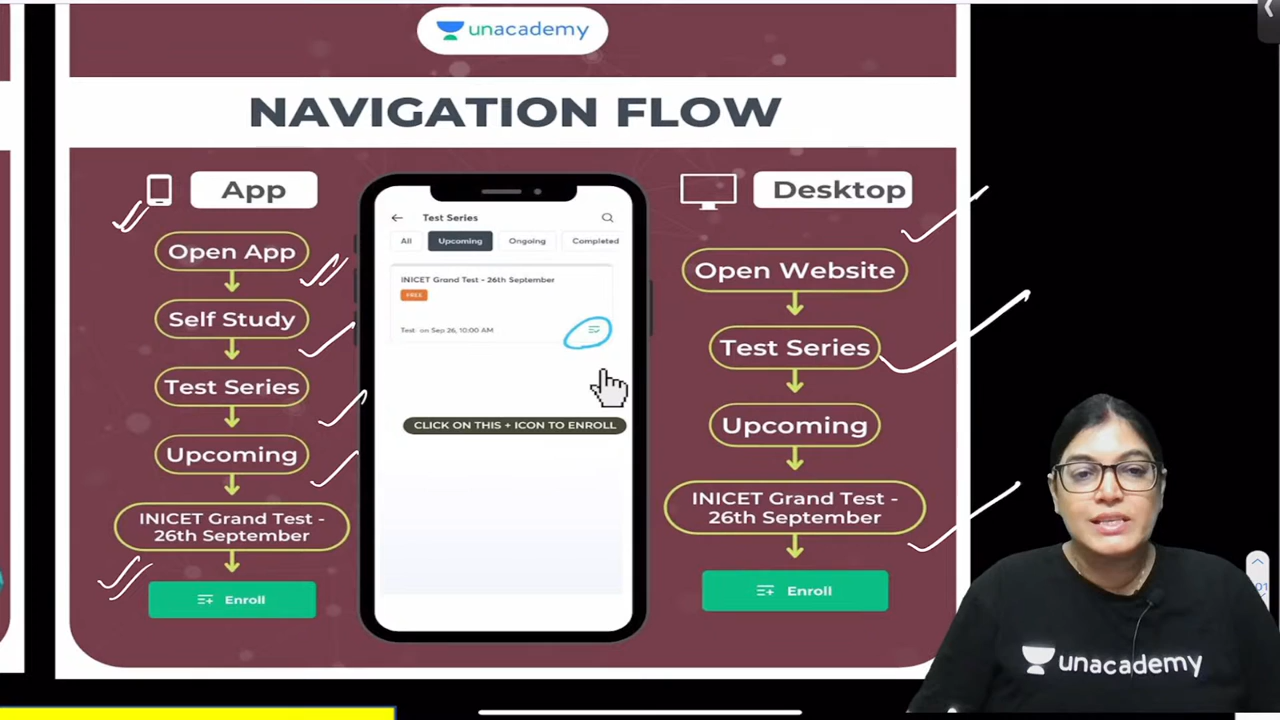 unacademy
NAVIGATION FLOW
App
Open App
Self Study
Test Series
Upcoming
INICET Grand Test -
26th September
Enroll
Test Series
All Upcoming Ongoing Completed
INICET Grand Test - 26th September
FREE
Test on Sep 26, 10:00 AM
CLICK ON THIS + ICON TO ENROLL
Desktop
Open Website
Test Series
Upcoming
INICET Grand Test -
26th September
Enroll
unacademy